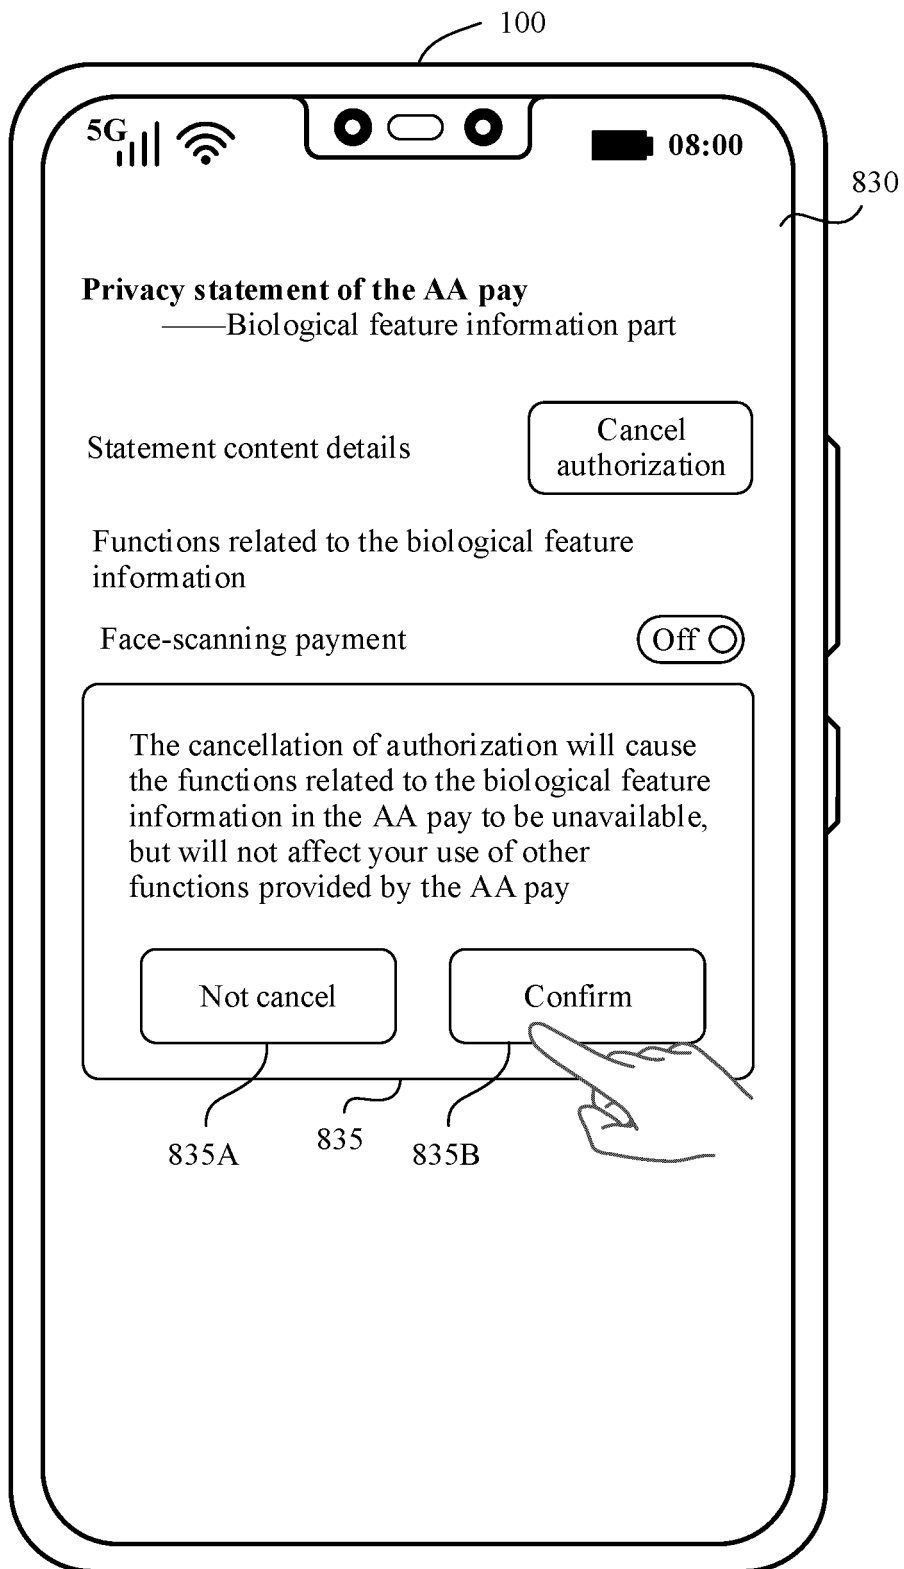 100
5G
08:00
830
Privacy statement of the AA pay
——Biological feature information part
Statement content details
Cancel
authorization
Functions related to the biological feature
information
Face-scanning payment
Off
The cancellation of authorization will cause
the functions related to the biological feature
information in the AA pay to be unavailable,
but will not affect your use of other
functions provided by the AA pay
Not cancel
Confirm
835A
835
835B